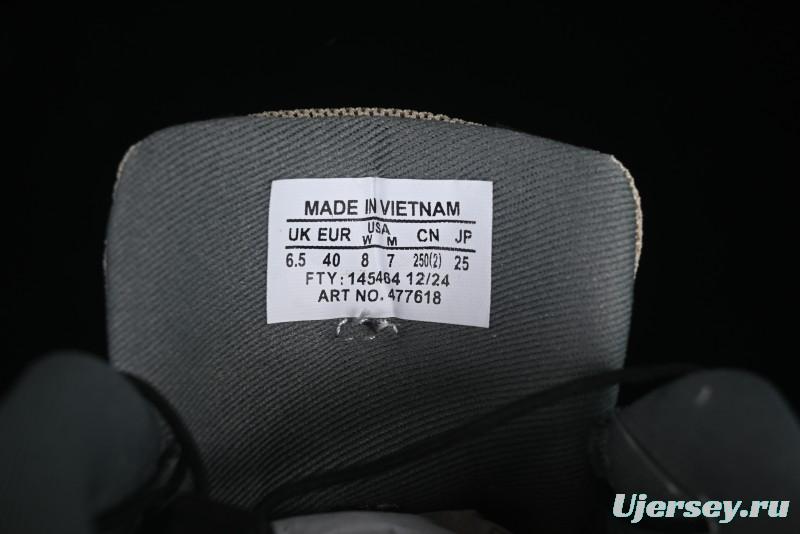 MADE IN VIETNAM
UK EUR USA W M CN JP
6.5 40 8 7 250(2) 25
FTY: 145464 12/24
ART NO. 477618
Ujersey.ru